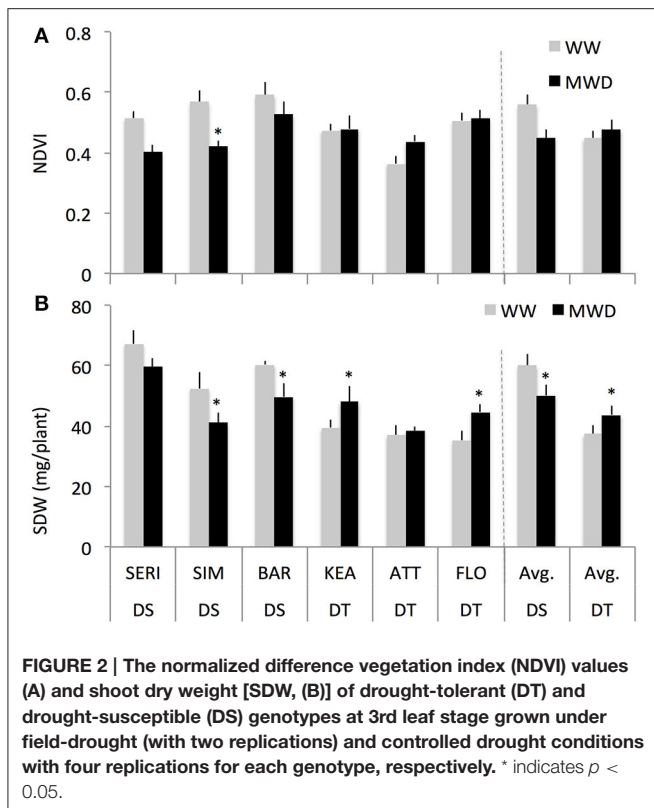 A
0.8
0.6
0.4
0.2
0
NDVI
WW
MWD
*
B
80
60
40
20
0
SDW (mg/plant)
WW MWD
* * * * * *
SERI SIM BAR KEA ATT FLO Avg. Avg.
DS DS DS DT DT DT DS DT
FIGURE 2 | The normalized difference vegetation index (NDVI) values
(A) and shoot dry weight [SDW, (B)] of drought-tolerant (DT) and
drought-susceptible (DS) genotypes at 3rd leaf stage grown under
field-drought (with two replications) and controlled drought conditions
with four replications for each genotype, respectively. * indicates p <
0.05.